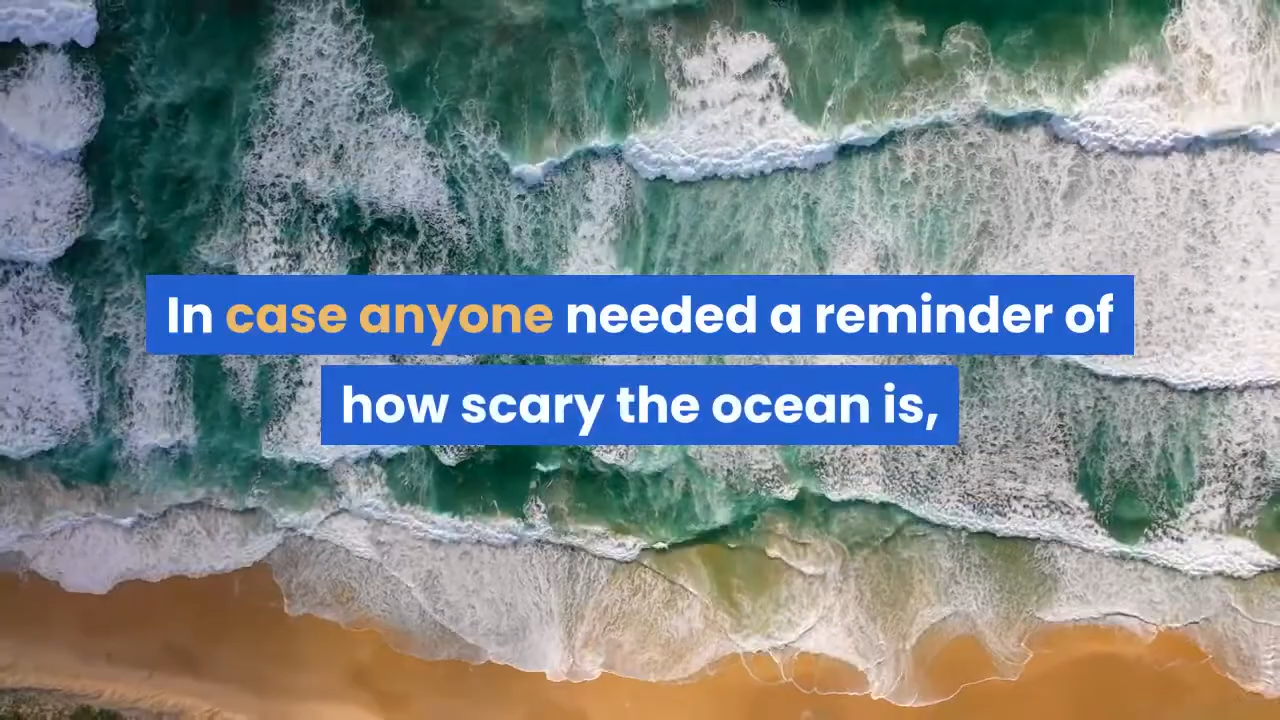 In case anyone needed a reminder of
how scary the ocean is,